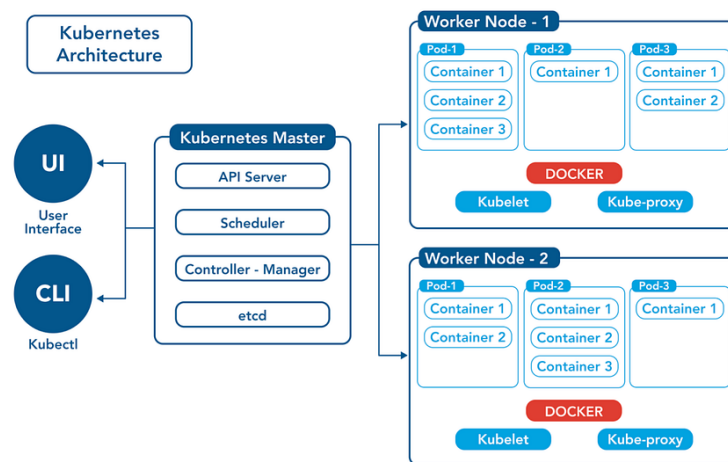 Kubernetes
Architecture
UI
User
Interface
CLI
Kubectl
Kubernetes Master
API Server
Scheduler
Controller - Manager
etcd
Worker Node - 1
Pod-1
Container 1
Container 2
Container 3
Pod-2
Container 1
Pod-3
Container 1
Container 2
DOCKER
Kubelet
Kube-proxy
Worker Node - 2
Pod-1
Container 1
Container 2
Pod-2
Container 1
Container 2
Container 3
Pod-3
Container 1
DOCKER
Kubelet
Kube-proxy